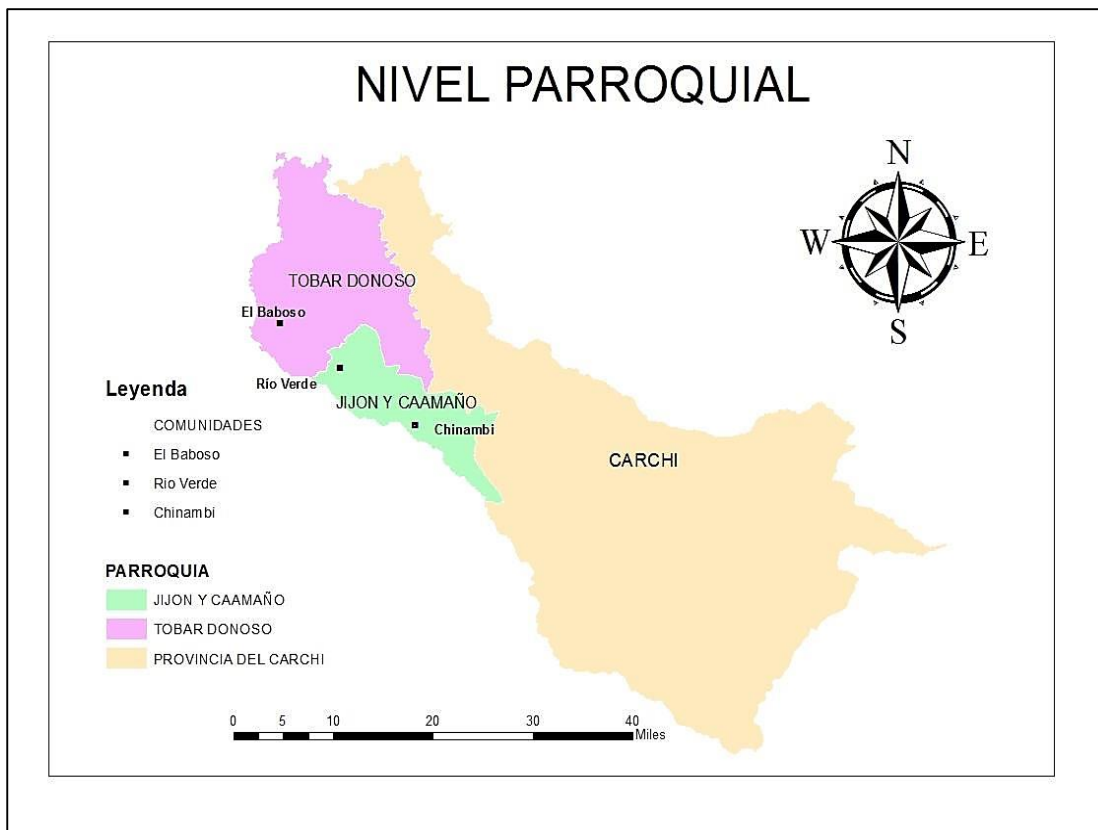 NIVEL PARROQUIAL
N
W E
S
TOBAR DONOSO
El Baboso
Río Verde
JIJON Y CAAMAÑO
Chinambi
CARCHI
Leyenda
COMUNIDADES
El Baboso
Rio Verde
Chinambi
PARROQUIA
JIJON Y CAAMAÑO
TOBAR DONOSO
PROVINCIA DEL CARCHI
0 5 10 20 30 40
Miles